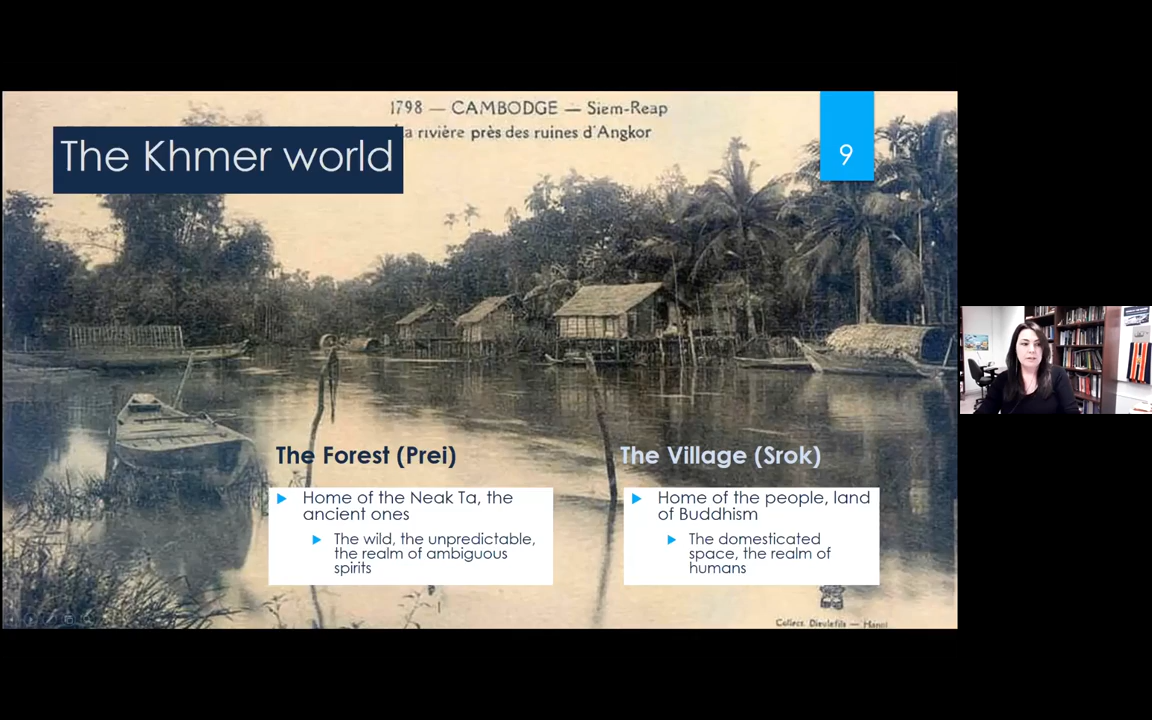 1798 — CAMBODGE — Siem-Reap
La rivière près des ruines d'Angkor
The Khmer world
9
The Forest (Prei)
Home of the Neak Ta, the
ancient ones
The wild, the unpredictable,
the realm of ambiguous
spirits
The Village (Srok)
Home of the people, land
of Buddhism
The domesticated
space, the realm of
humans
Collect. Dieulefils — Hanoi